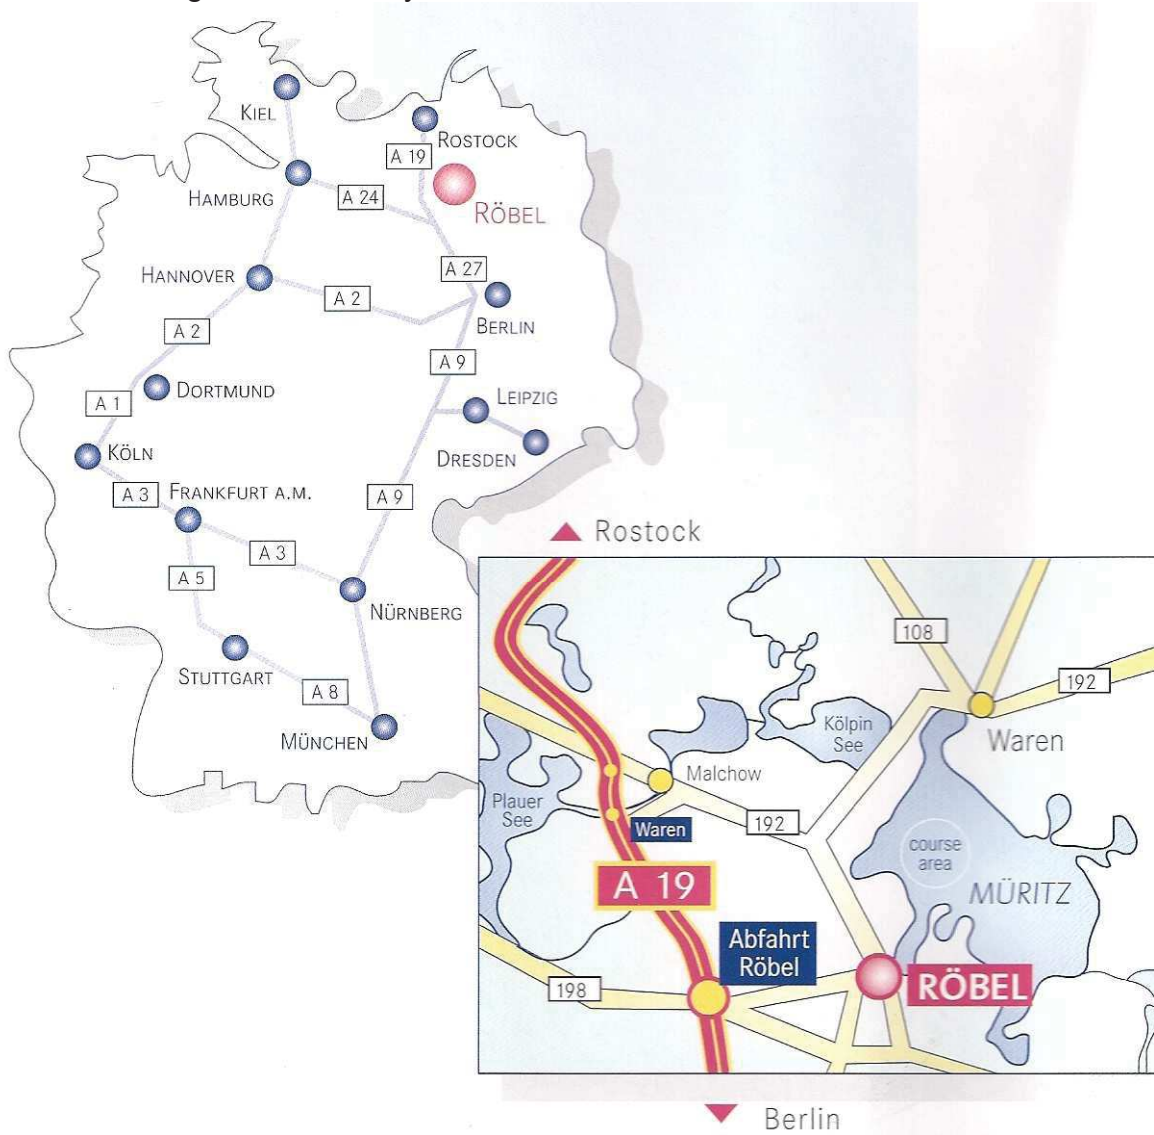 KIEL
ROSTOCK
A 19
HAMBURG
A 24
RÖBEL
HANNOVER
A 27
A 2
BERLIN
A 2
A 9
DORTMUND
LEIPZIG
A 1
KÖLN
DRESDEN
A 3
FRANKFURT A.M.
A 9
A 3
A 5
NÜRNBERG
STUTTGART
A 8
MÜNCHEN
Rostock
108
192
Kölpin
See
Waren
Malchow
Plauer
See
Waren
192
course
area
A 19
MÜRITZ
Abfahrt
Röbel
198
RÖBEL
Berlin